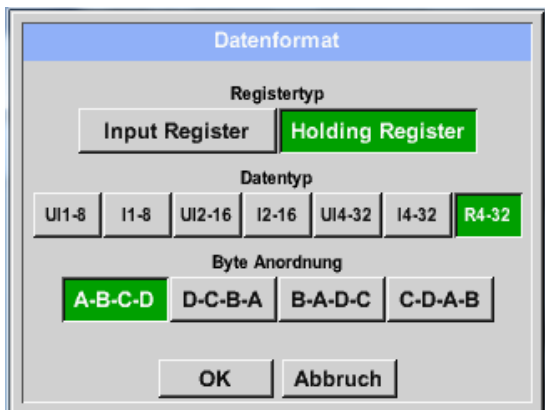 Datenformat
Registertyp
Input Register Holding Register
Datentyp
UI1-8 I1-8 UI2-16 I2-16 UI4-32 I4-32 R4-32
Byte Anordnung
A-B-C-D D-C-B-A B-A-D-C C-D-A-B
OK Abbruch